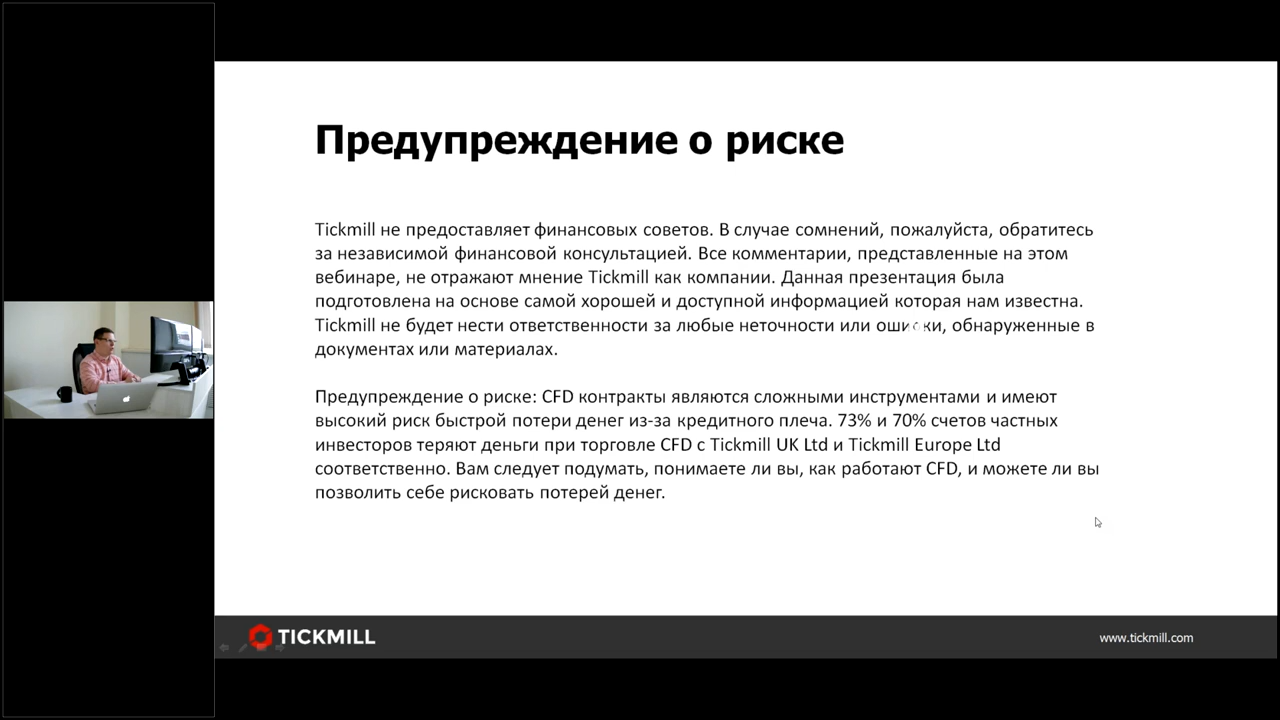 Предупреждение о риске
Tickmill не предоставляет финансовых советов. В случае сомнений, пожалуйста, обратитесь
за независимой финансовой консультацией. Все комментарии, представленные на этом
вебинаре, не отражают мнение Tickmill как компании. Данная презентация была
подготовлена на основе самой хорошей и доступной информацией которая нам известна.
Tickmill не будет нести ответственности за любые неточности или ошибки, обнаруженные в
документах или материалах.
Предупреждение о риске: CFD контракты являются сложными инструментами и имеют
высокий риск быстрой потери денег из-за кредитного плеча. 73% и 70% счетов частных
инвесторов теряют деньги при торговле CFD с Tickmill UK Ltd и Tickmill Europe Ltd
соответственно. Вам следует подумать, понимаете ли вы, как работают CFD, и можете ли вы
позволить себе рисковать потерей денег.
TICKMILL
www.tickmill.com